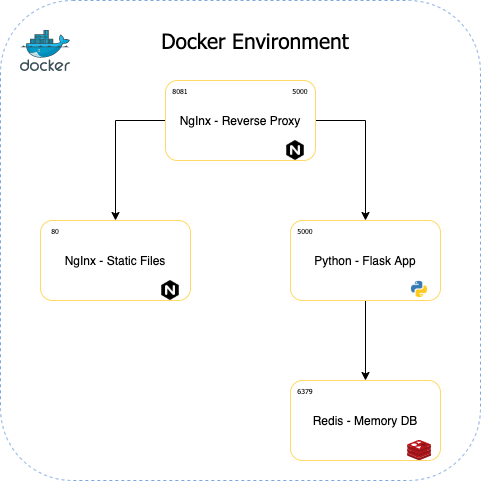 docker
Docker Environment
8081 5000
NgInx - Reverse Proxy
80
NgInx - Static Files
5000
Python - Flask App
6379
Redis - Memory DB